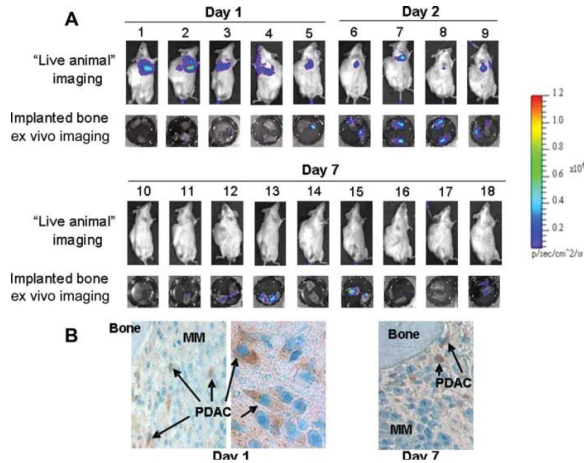 A
Day 1
Day 2
1 2 3 4 5 6 7 8 9
"Live animal" imaging
Implanted bone ex vivo imaging
1.2
1.0
0.8
0.6
0.4
0.2
p/sec/cm^2/sr
Day 7
10 11 12 13 14 15 16 17 18
"Live animal" imaging
Implanted bone ex vivo imaging
B
Bone
MM
PDAC
Day 1
Bone
PDAC
MM
Day 7